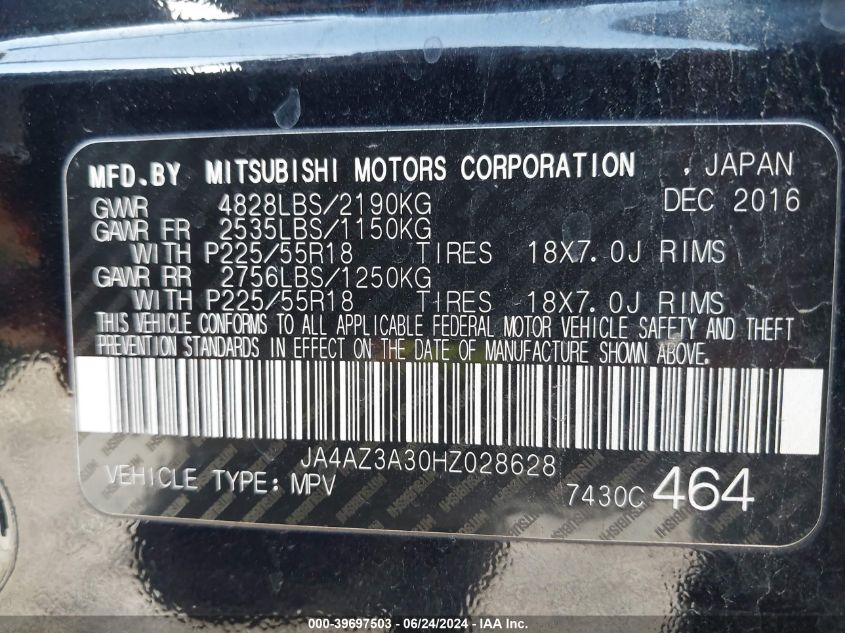 MFD.BY MITSUBISHI MOTORS CORPORATION , JAPAN
GVWR 4828LBS/2190KG DEC 2016
GAWR FR 2535LBS/1150KG
WITH P225/55R18 TIRES 18X7.0J RIMS
GAWR RR 2756LBS/1250KG
WITH P225/55R18 TIRES 18X7.0J RIMS
THIS VEHICLE CONFORMS TO ALL APPLICABLE FEDERAL MOTOR VEHICLE SAFETY AND THEFT
PREVENTION STANDARDS IN EFFECT ON THE DATE OF MANUFACTURE SHOWN ABOVE.
JA4AZ3A30HZ028628
VEHICLE TYPE: MPV 7430C 464
000-39697503 - 06/24/2024 - IAA Inc.